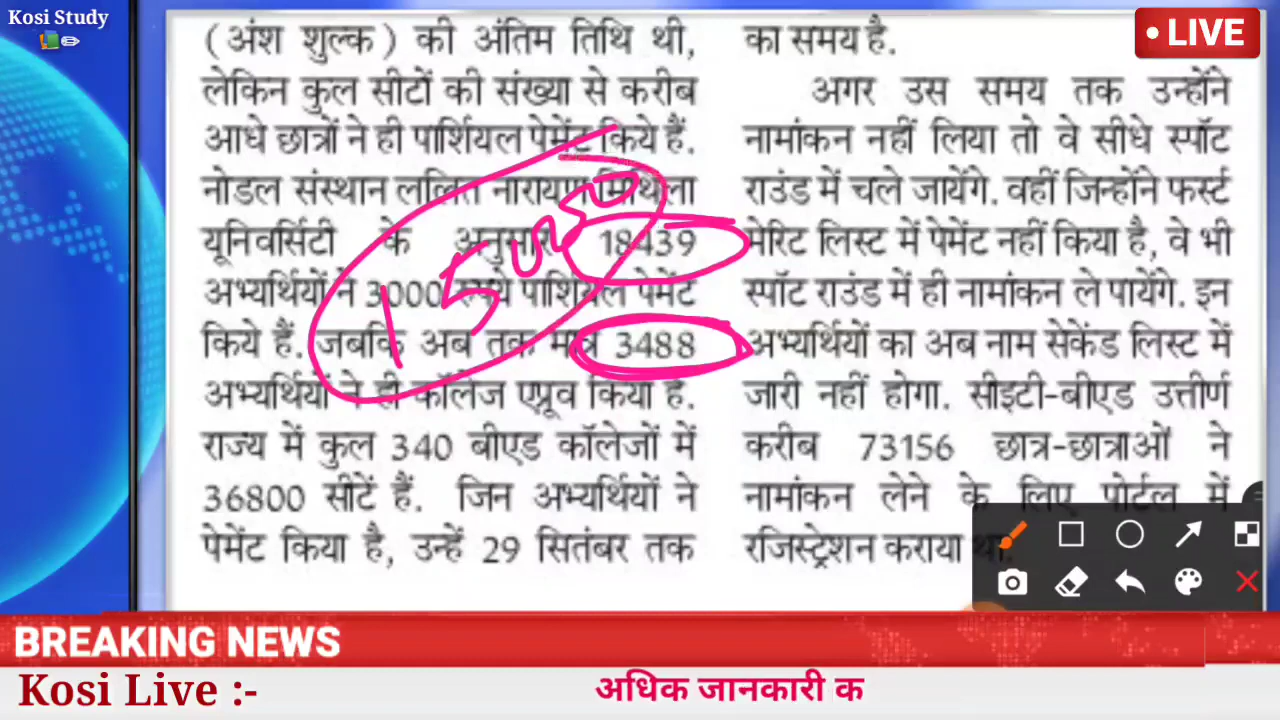 Kosi Study
LIVE
(अंश शुल्क) की अंतिम तिथि थी,
लेकिन कुल सीटों की संख्या से करीब
आधे छात्रों ने ही पार्शियल पेमेंट किये हैं.
नोडल संस्थान ललित नारायण मिथिला
यूनिवर्सिटी के अनुसार 18439
अभ्यर्थियों ने 3000 रुपये पार्शियल पेमेंट
किये हैं. जबकि अब तक मात्र 3488
अभ्यर्थियों ने ही कॉलेज एप्रूव किया है.
राज्य में कुल 340 बीएड कॉलेजों में
36800 सीटें हैं. जिन अभ्यर्थियों ने
पेमेंट किया है, उन्हें 29 सितंबर तक
का समय है.
अगर उस समय तक उन्होंने
नामांकन नहीं लिया तो वे सीधे स्पॉट
राउंड में चले जायेंगे. वहीं जिन्होंने फर्स्ट
मेरिट लिस्ट में पेमेंट नहीं किया है, वे भी
स्पॉट राउंड में ही नामांकन ले पायेंगे. इन
अभ्यर्थियों का अब नाम सेकेंड लिस्ट में
जारी नहीं होगा. सीइटी-बीएड उत्तीर्ण
करीब 73156 छात्र-छात्राओं ने
नामांकन लेने के लिए पोर्टल में
रजिस्ट्रेशन कराया था.
BREAKING NEWS
Kosi Live :-
अधिक जानकारी क